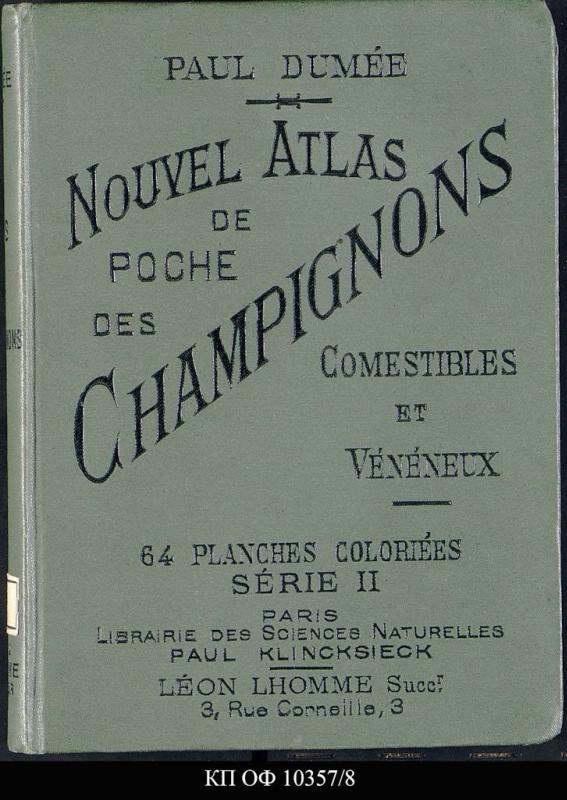 PAUL DUMÉE
NOUVEL ATLAS
DE
POCHE
DES
CHAMPIGNONS
COMESTIBLES
ET
VÉNÉNEUX
64 PLANCHES COLORIÉES
SÉRIE II
PARIS
LIBRAIRIE DES SCIENCES NATURELLES
PAUL KLINCKSIECK
LÉON LHOMME Succr
3, Rue Corneille, 3
КП ОФ 10357/8